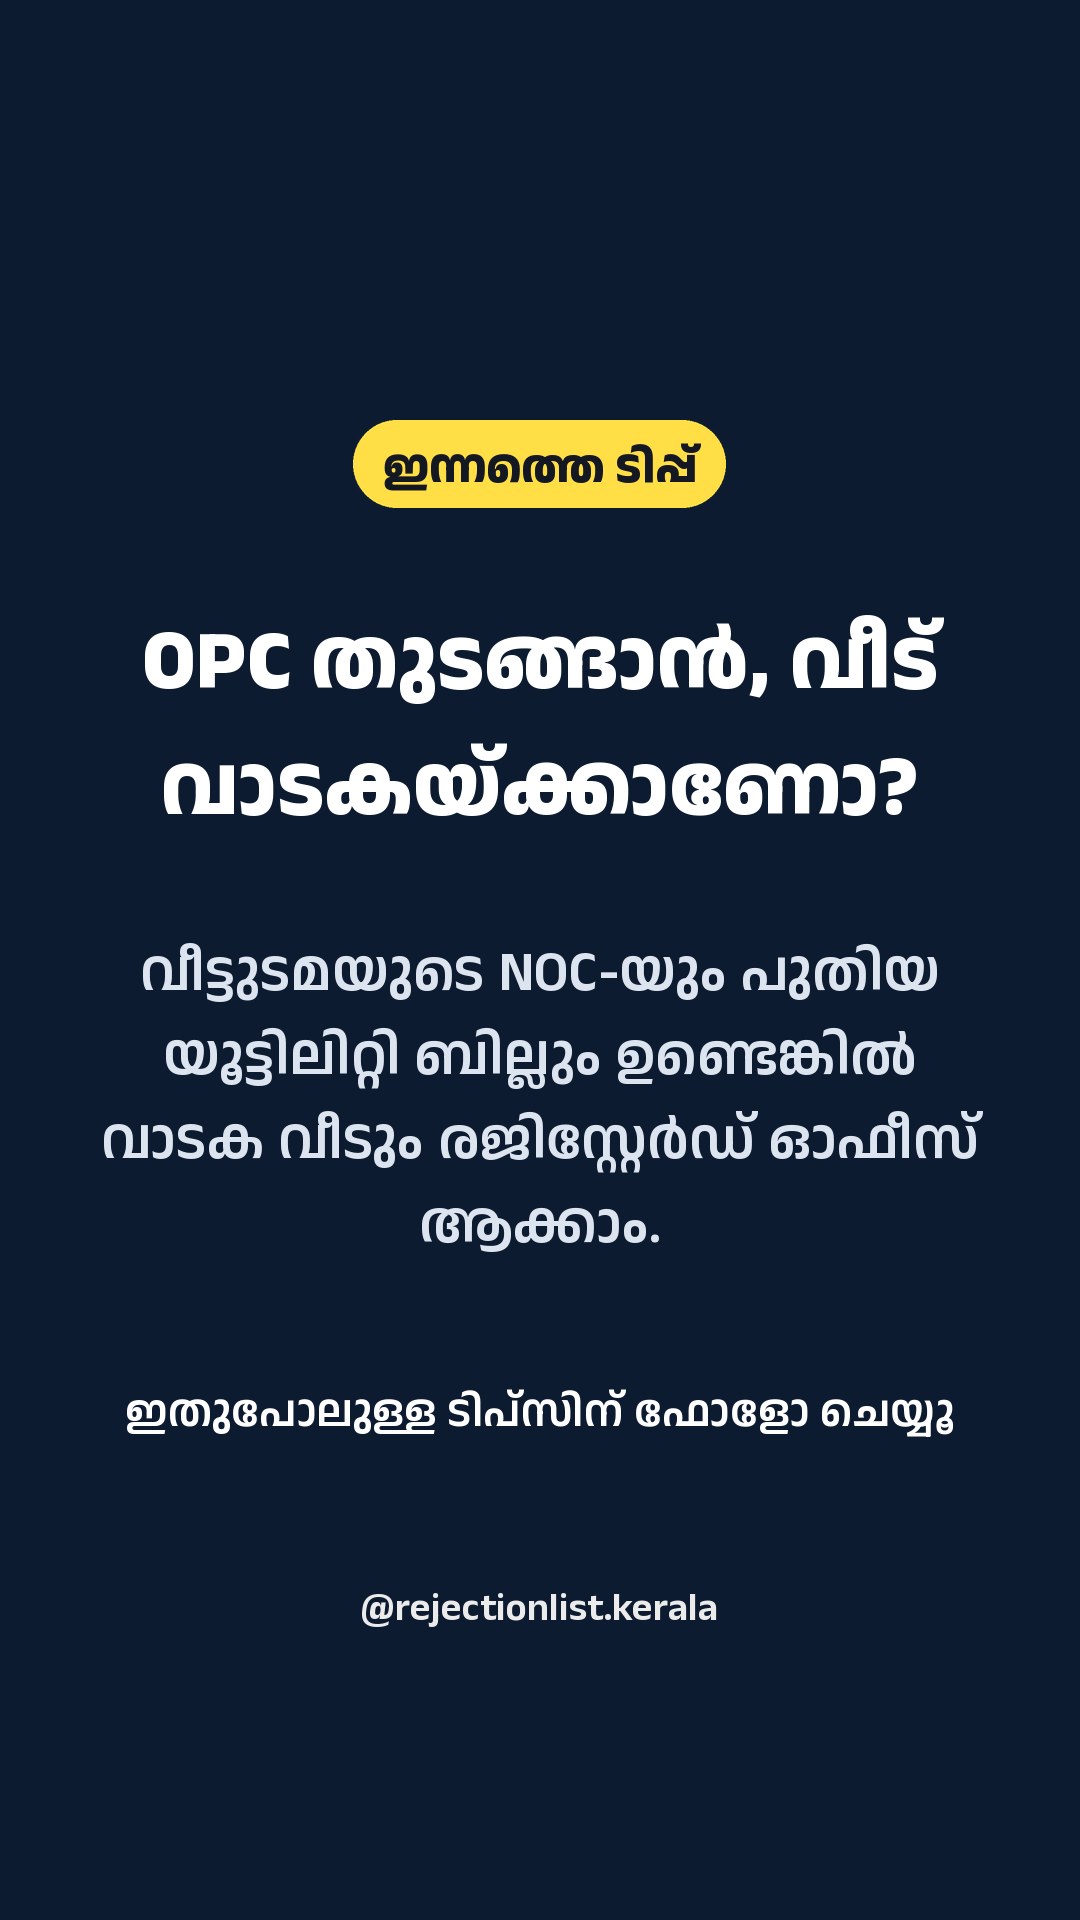 ഇന്നത്തെ ടിപ്പ്
OPC തുടങ്ങാൻ, വീട്
വാടകയ്ക്കാണോ?
വീട്ടുടമയുടെ NOC-യും പുതിയ
യൂട്ടിലിറ്റി ബില്ലും ഉണ്ടെങ്കിൽ
വാടക വീടും രജിസ്റ്റേർഡ് ഓഫീസ്
ആക്കാം.
ഇതുപോലുള്ള ടിപ്സിന് ഫോളോ ചെയ്യൂ
@rejectionlist.kerala